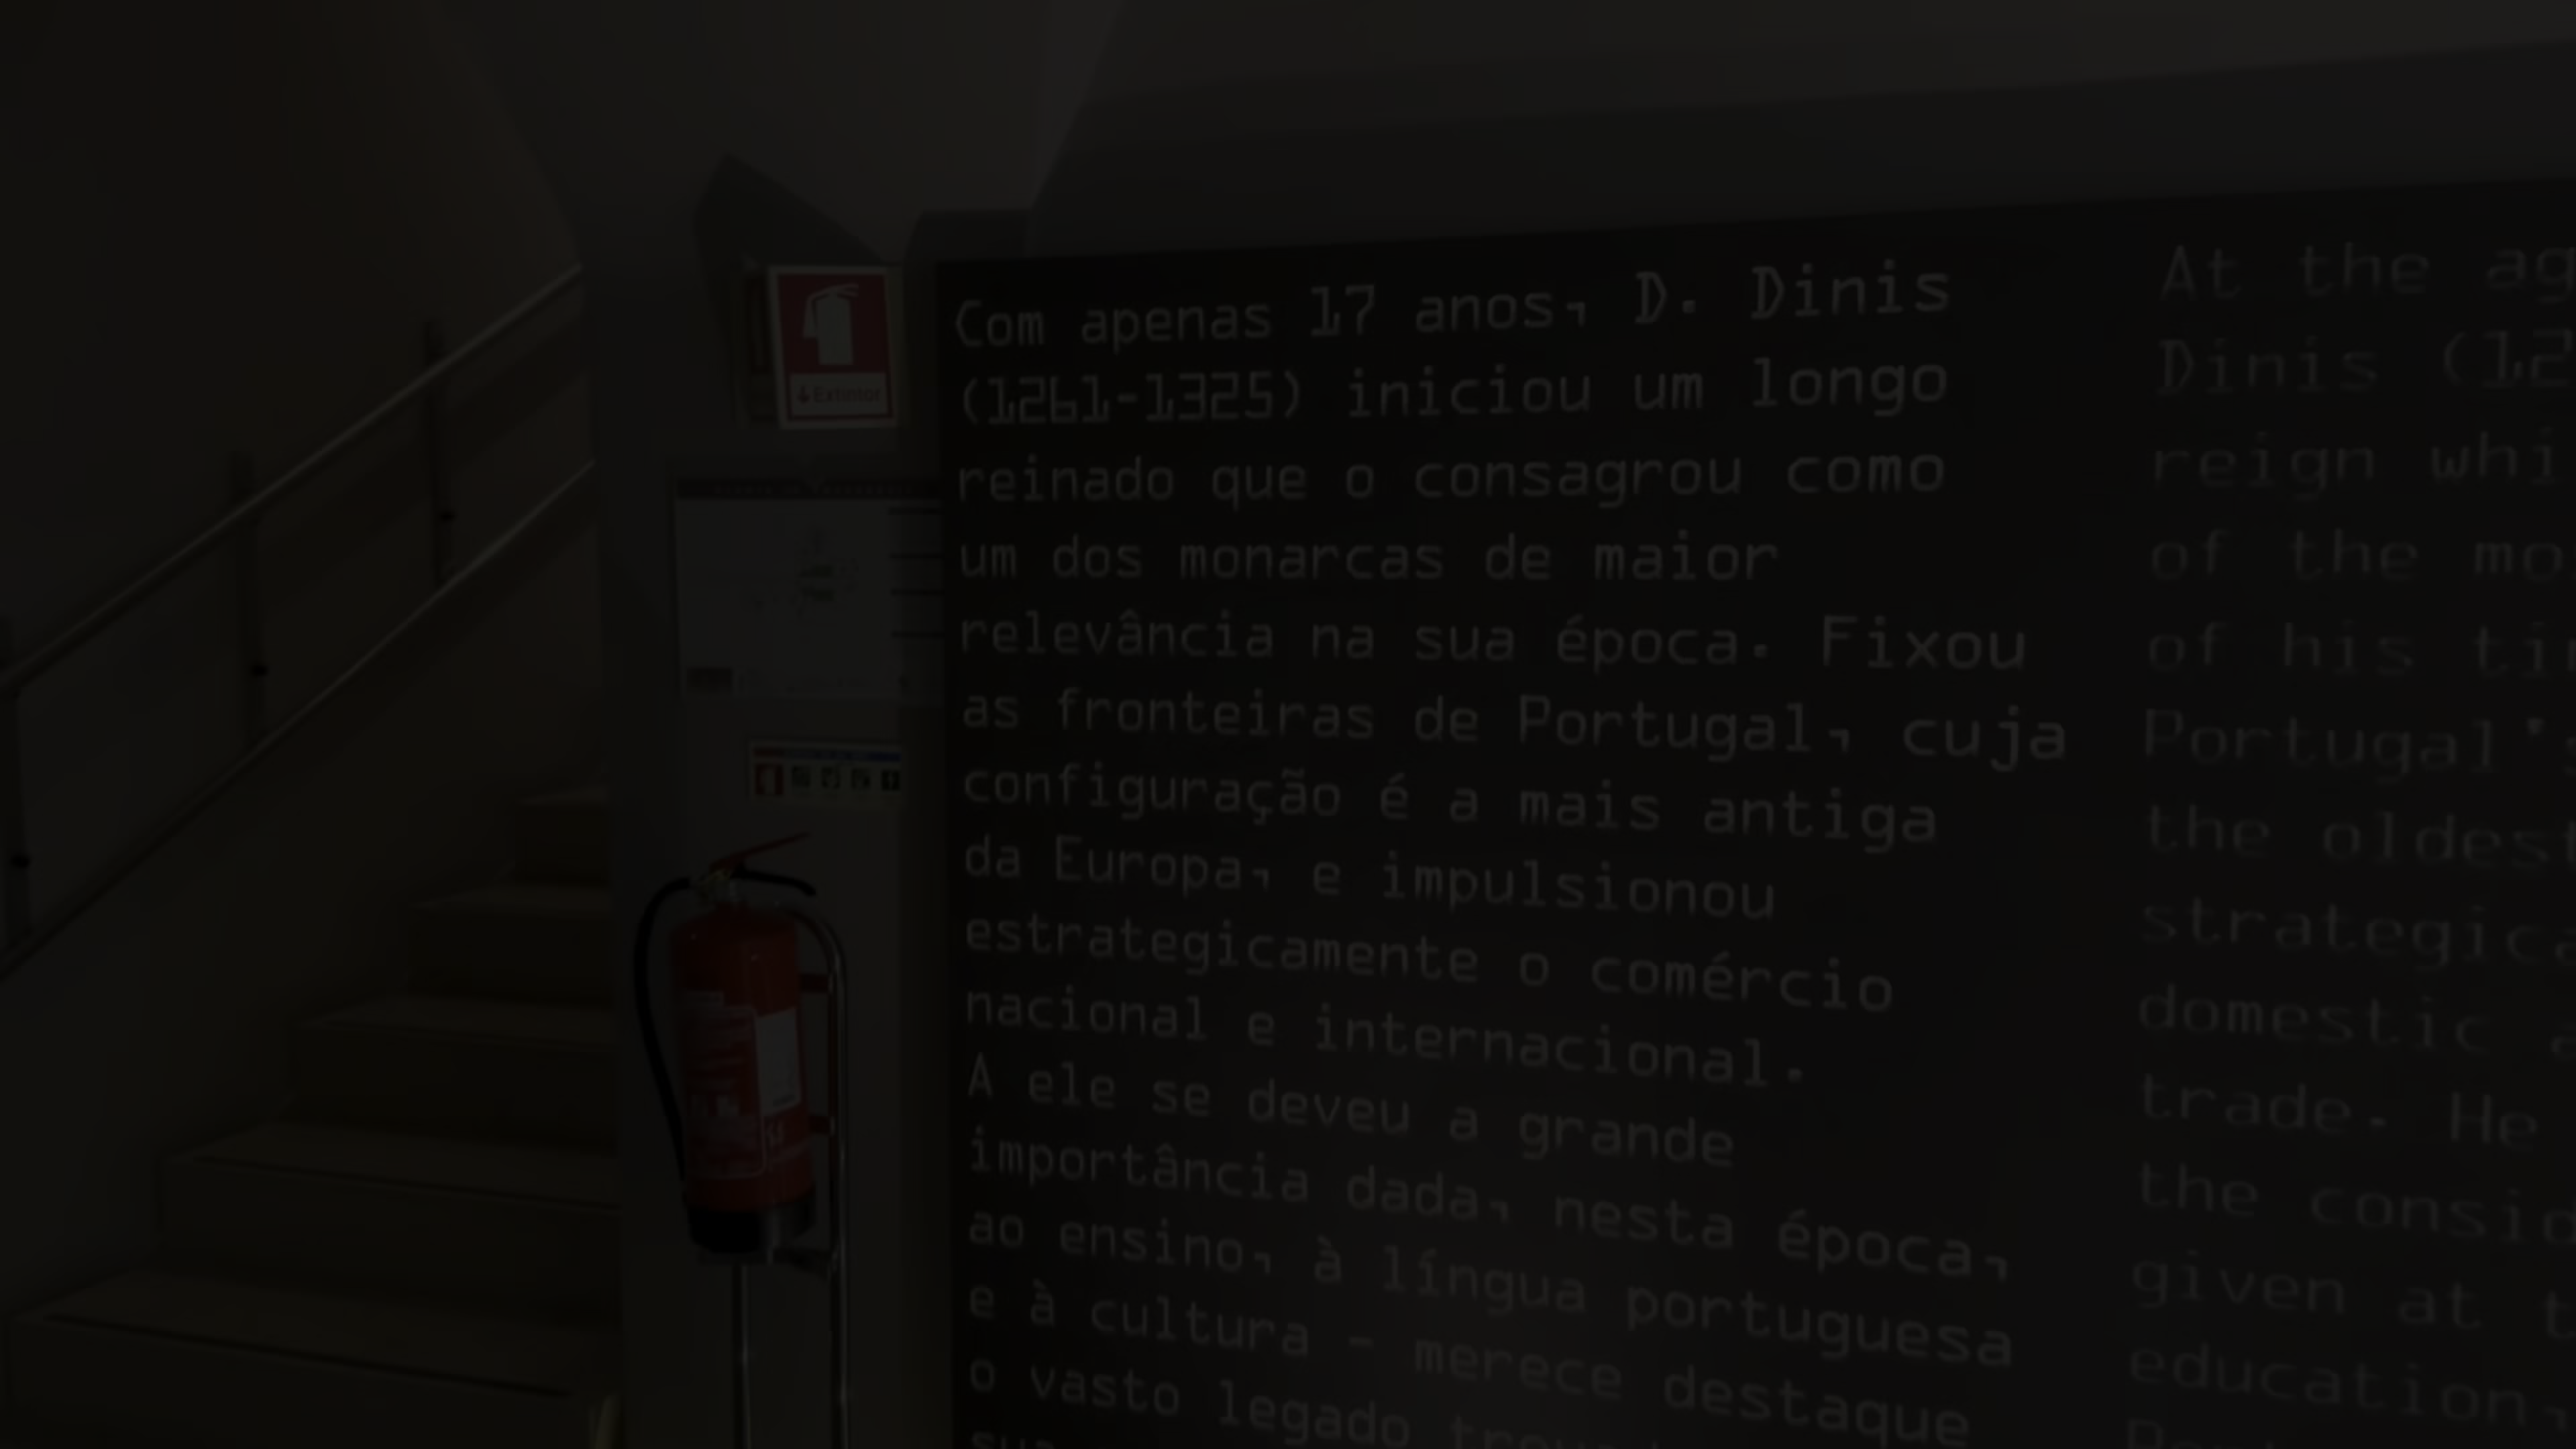 Extintor
Com apenas 17 anos, D. Dinis
(1261-1325) iniciou um longo
reinado que o consagrou como
um dos monarcas de maior
relevância na sua época. Fixou
as fronteiras de Portugal, cuja
configuração é a mais antiga
da Europa, e impulsionou
estrategicamente o comércio
nacional e internacional.
A ele se deveu a grande
importância dada, nesta época,
ao ensino, à língua portuguesa
e à cultura - merece destaque
o vasto legado
At the
Dinis
reign
of the
of his
Portugal's
the oldest
domestic
trade. He
the
given at
education,